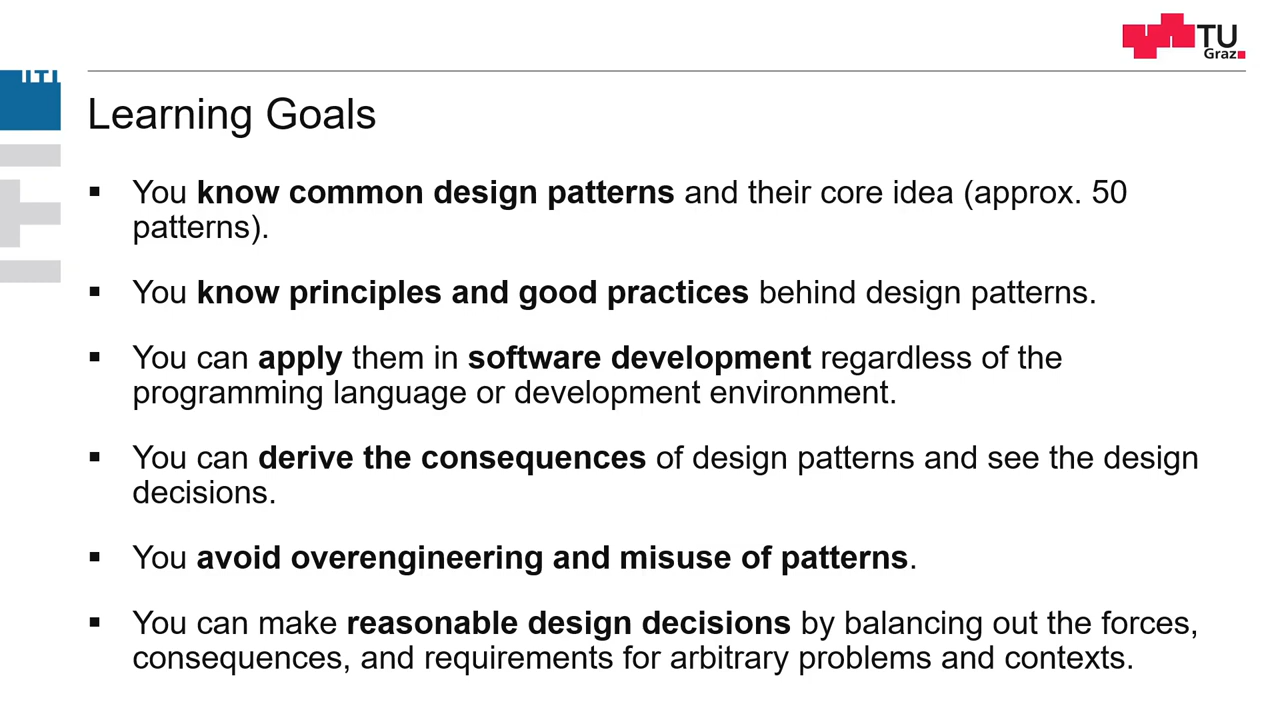 TU
Graz
ITI
Learning Goals
▪ You know common design patterns and their core idea (approx. 50
patterns).
▪ You know principles and good practices behind design patterns.
▪ You can apply them in software development regardless of the
programming language or development environment.
▪ You can derive the consequences of design patterns and see the design
decisions.
▪ You avoid overengineering and misuse of patterns.
▪ You can make reasonable design decisions by balancing out the forces,
consequences, and requirements for arbitrary problems and contexts.